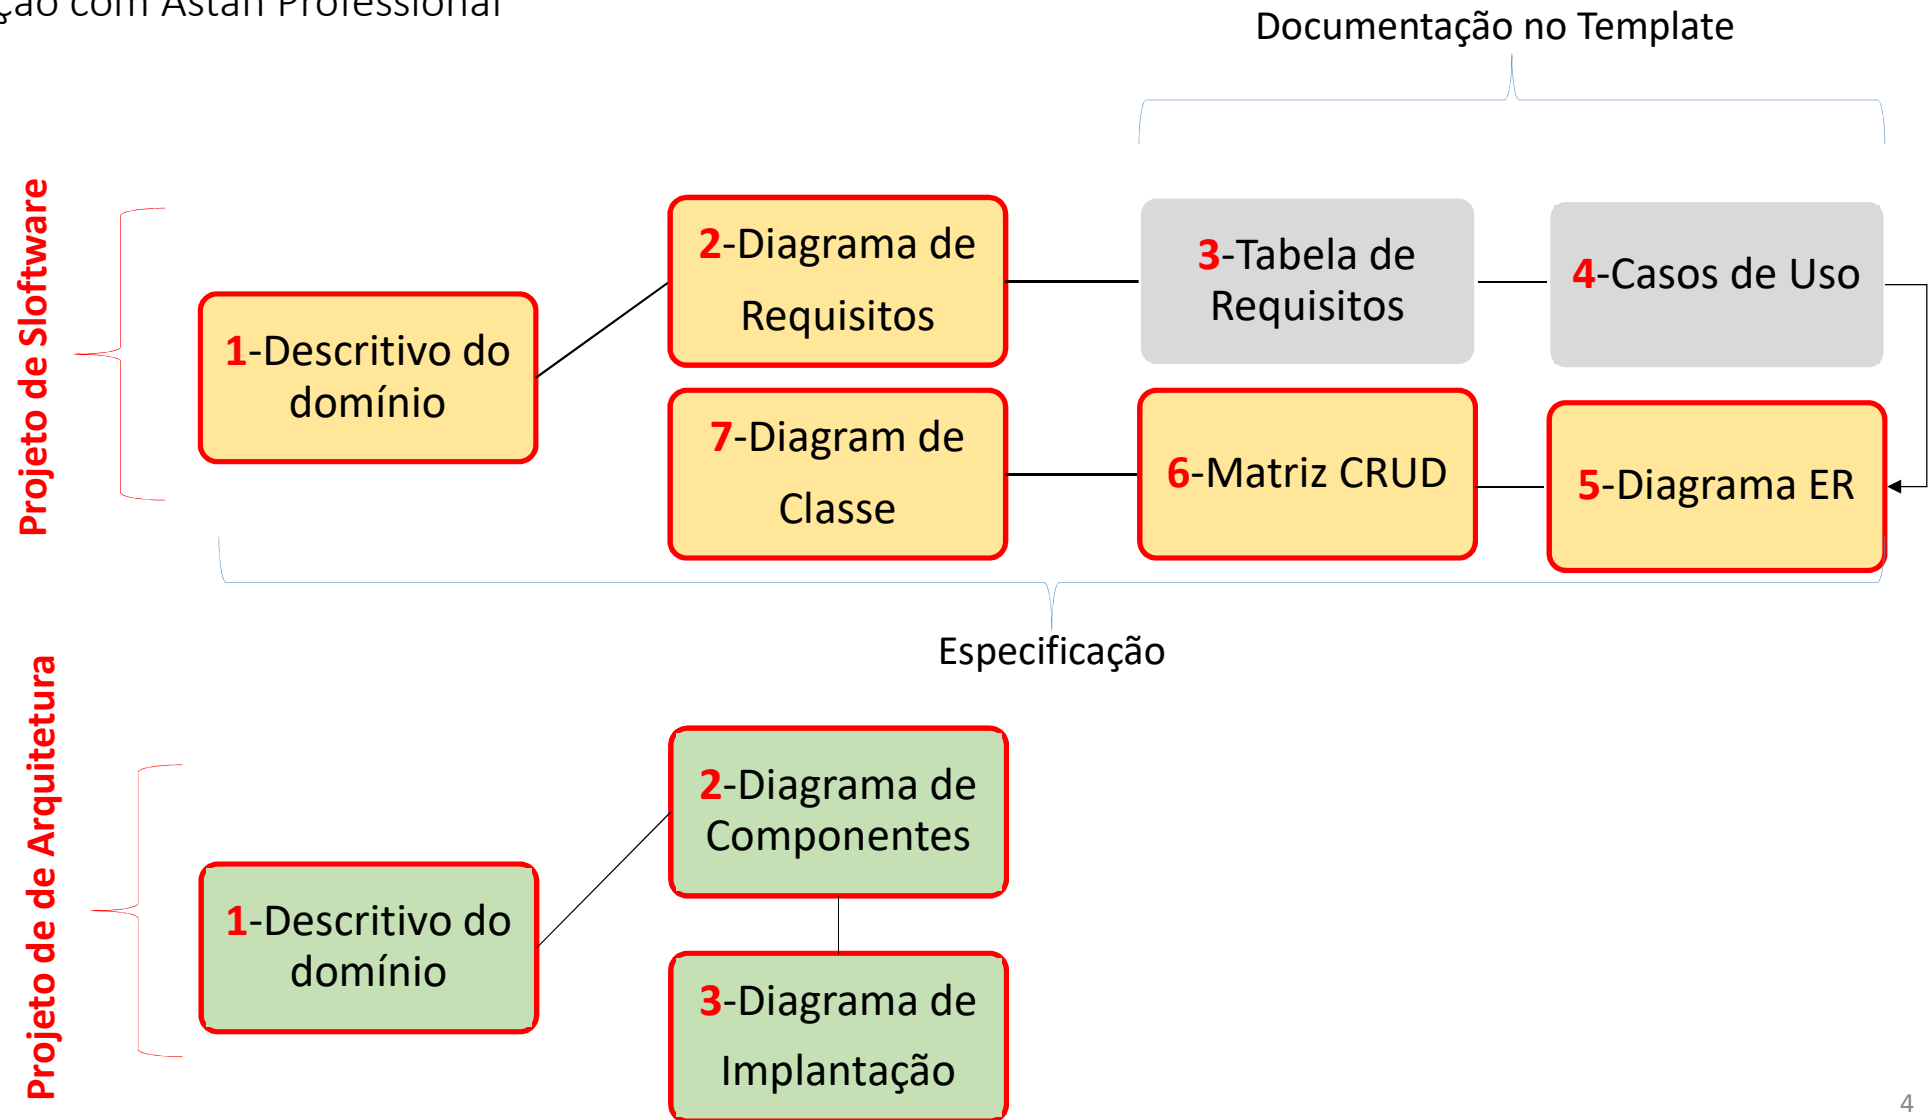 ção com Astah Professional
Documentação no Template
Projeto de Sloftware
2-Diagrama de
Requisitos
3-Tabela de
Requisitos
4-Casos de Uso
1-Descritivo do
domínio
7-Diagram de
Classe
6-Matriz CRUD
5-Diagrama ER
Especificação
Projeto de de Arquitetura
2-Diagrama de
Componentes
1-Descritivo do
domínio
3-Diagrama de
Implantação
4